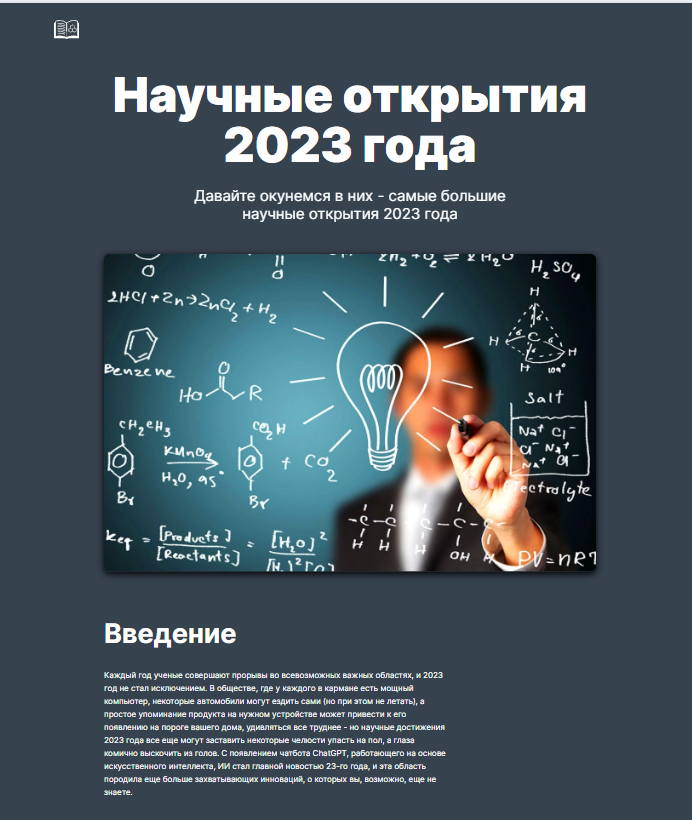 Научные открытия
2023 года
Давайте окунемся в них - самые большие
научные открытия 2023 года
2H₂+O₂ ⇌ 2H₂O
H₂SO₄
O
O
2HCl+Zn→ZnCl₂+H₂
Benzene
HO
O
R
H
H
C
H
H
109°
Salt
Na⁺ Cl⁻
Cl⁻ Na⁺
Na⁺ Cl⁻
Electrolyte
CH₂CH₃
Br
KMnO₄
H₂O, 95°
CO₂H
Br
+ CO₂
Keq = [Products] = [H₂O]²
[Reactants] [H₂]²[O
-C-C-C-C-C-
H H H OH H
PV=nRT
Введение
Каждый год ученые совершают прорывы во всевозможных важных областях, и 2023
год не стал исключением. В обществе, где у каждого в кармане есть мощный
компьютер, некоторые автомобили могут ездить сами (но при этом не летать), а
простое упоминание продукта на нужном устройстве может привести к его
появлению на пороге вашего дома, удивляться все труднее - но научные достижения
2023 года все еще могут заставить некоторые челости упасть на пол, а глаза
комично выскочить из голов. С появлением чатбота ChatGPT, работающего на основе
искусственного интеллекта, ИИ стал главной новостью 23-го года, и эта область
породила еще больше захватывающих инноваций, о которых вы, возможно, еще не
знаете.